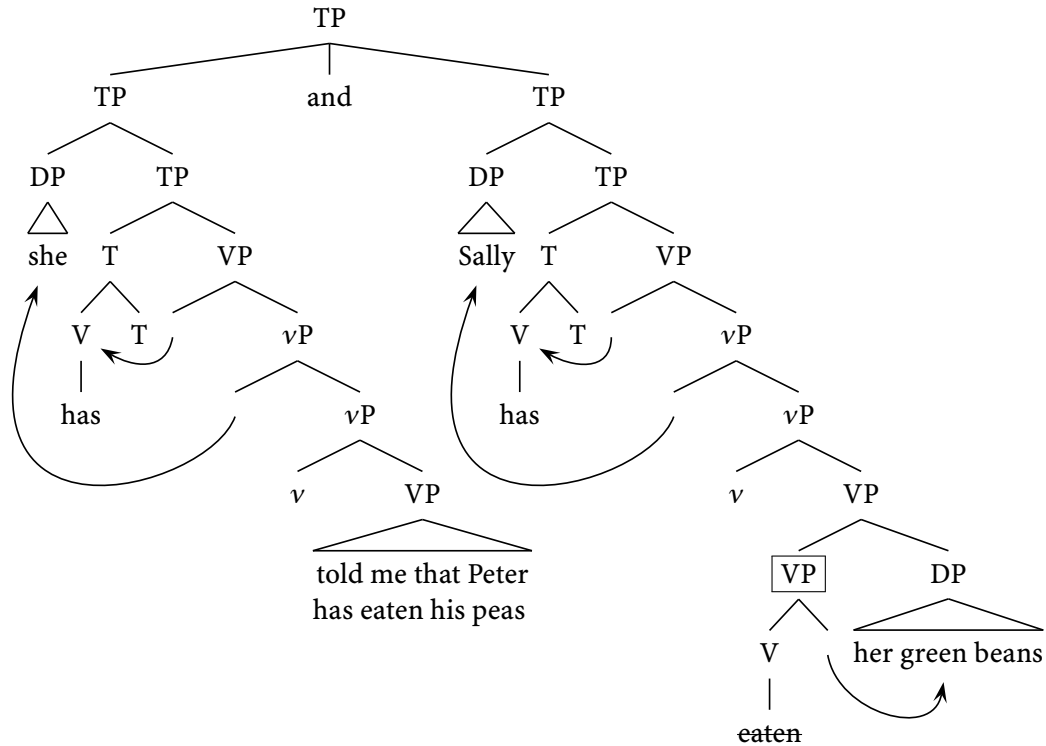 TP
TP and TP
DP TP DP TP
she T VP Sally T VP
V T vP V T vP
has vP has vP
v VP v VP
told me that Peter VP DP
has eaten his peas
V her green beans
eaten